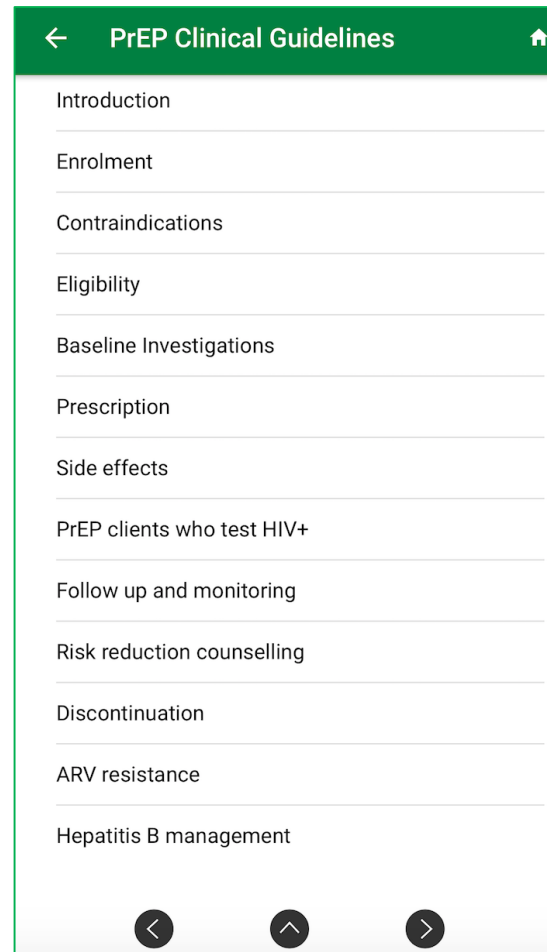 PrEP Clinical Guidelines
Introduction
Enrolment
Contraindications
Eligibility
Baseline Investigations
Prescription
Side effects
PrEP clients who test HIV+
Follow up and monitoring
Risk reduction counselling
Discontinuation
ARV resistance
Hepatitis B management